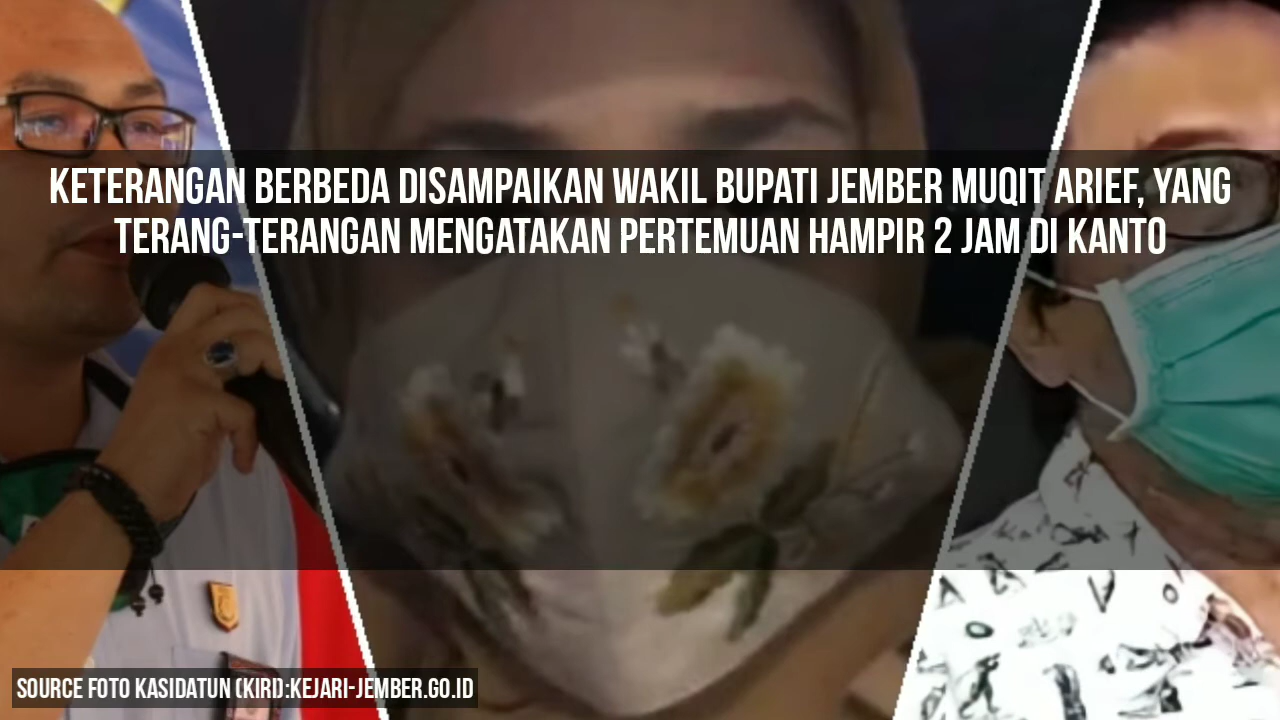 KETERANGAN BERBEDA DISAMPAIKAN WAKIL BUPATI JEMBER MUQIT ARIEF, YANG
TERANG-TERANGAN MENGATAKAN PERTEMUAN HAMPIR 2 JAM DI KANTO
SOURCE FOTO KASIDATUN (KIRI):KEJARI-JEMBER.GO.ID